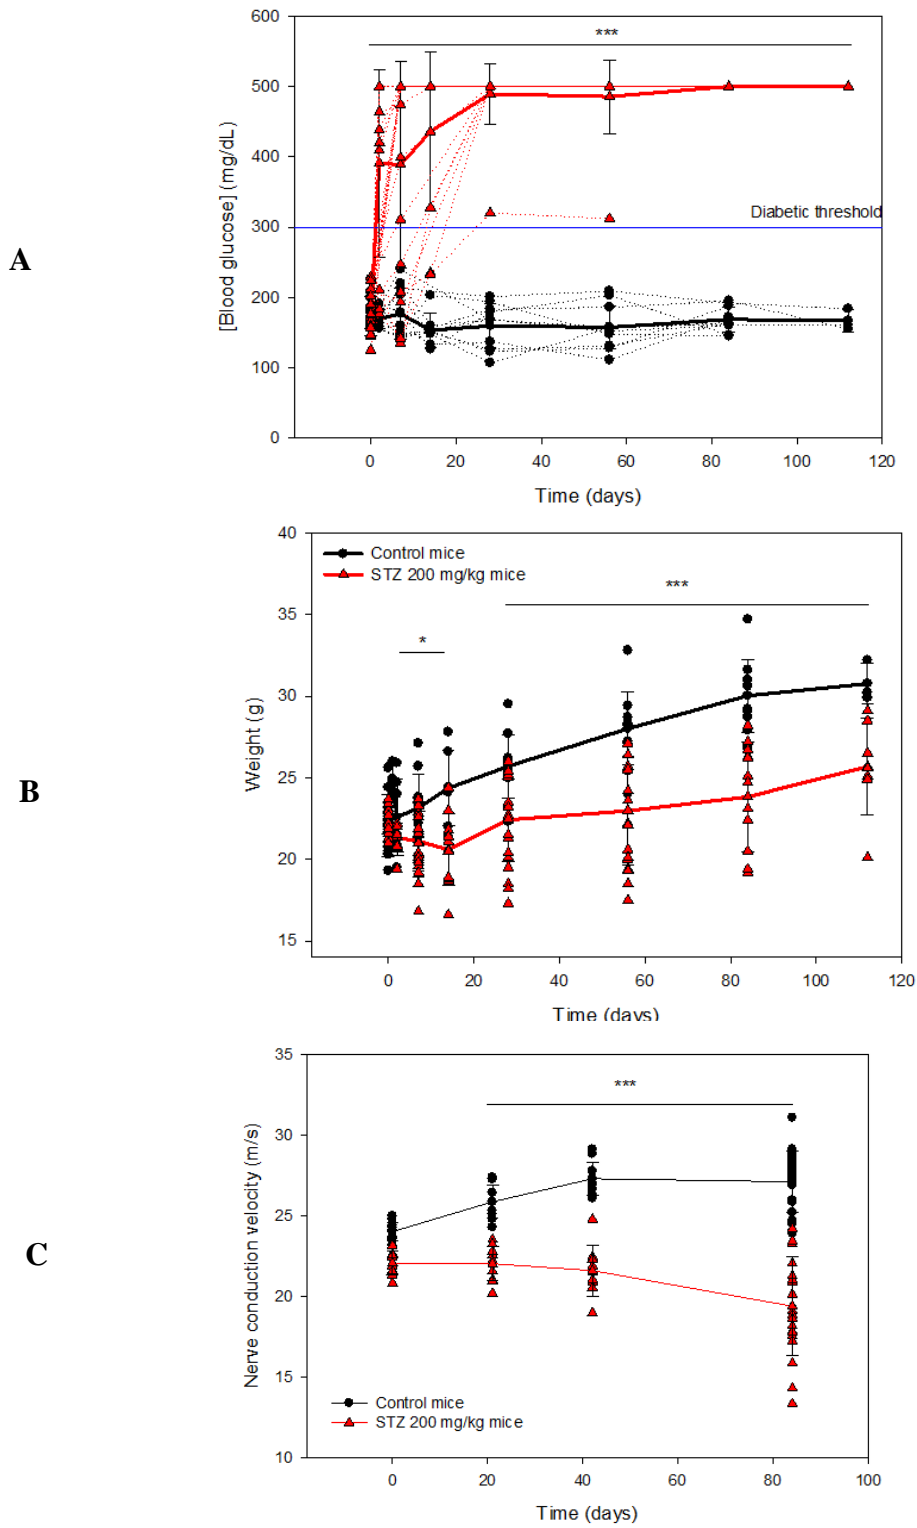 A
[Blood glucose] (mg/dL)
600
500
400
300
200
100
0
***
Diabetic threshold
0 20 40 60 80 100 120
Time (days)
B
Weight (g)
40
35
30
25
20
15
Control mice
STZ 200 mg/kg mice
*
***
0 20 40 60 80 100 120
Time (days)
C
Nerve conduction velocity (m/s)
35
30
25
20
15
10
***
Control mice
STZ 200 mg/kg mice
0 20 40 60 80 100
Time (days)